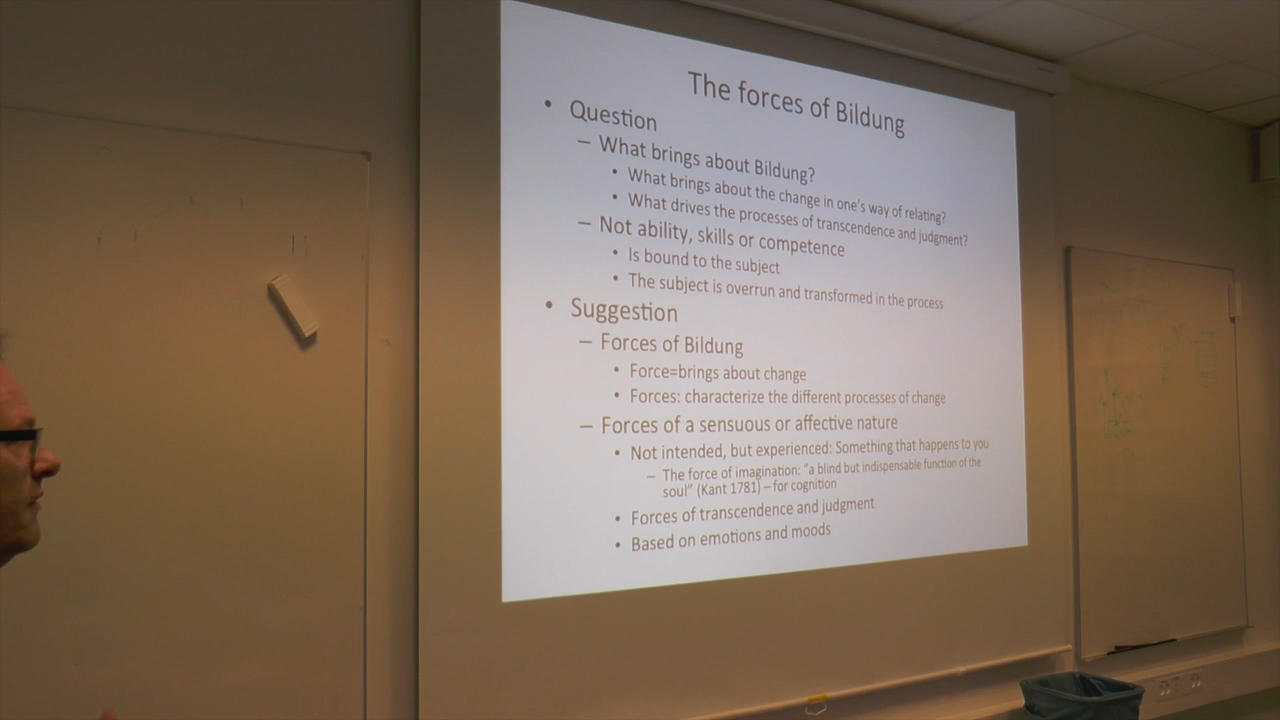 The forces of Bildung
• Question
– What brings about Bildung?
• What brings about the change in one's way of relating?
• What drives the processes of transcendence and judgment?
– Not ability, skills or competence
• Is bound to the subject
• The subject is overrun and transformed in the process
• Suggestion
– Forces of Bildung
• Force=brings about change
• Forces: characterize the different processes of change
– Forces of a sensuous or affective nature
• Not intended, but experienced: Something that happens to you
– The force of imagination: "a blind but indispensable function of the
soul" (Kant 1781) – for cognition
• Forces of transcendence and judgment
• Based on emotions and moods